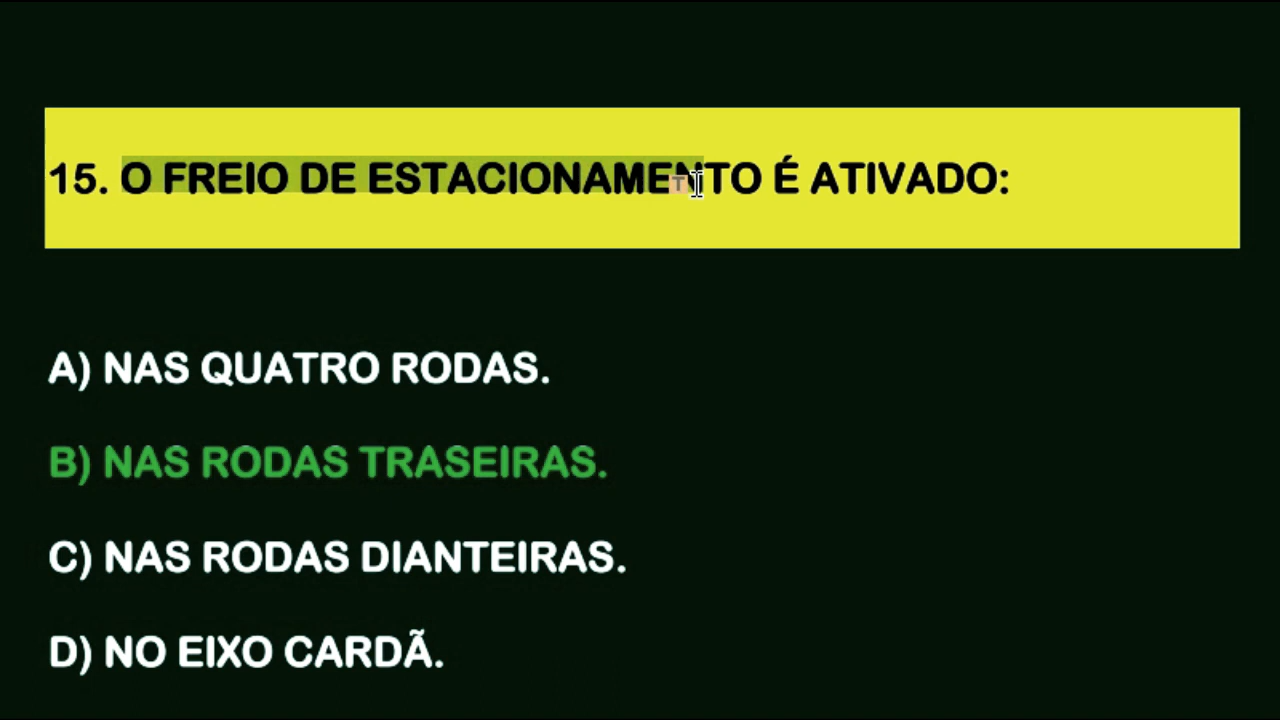 15. O FREIO DE ESTACIONAMENTO É ATIVADO:
A) NAS QUATRO RODAS.
B) NAS RODAS TRASEIRAS.
C) NAS RODAS DIANTEIRAS.
D) NO EIXO CARDÃ.